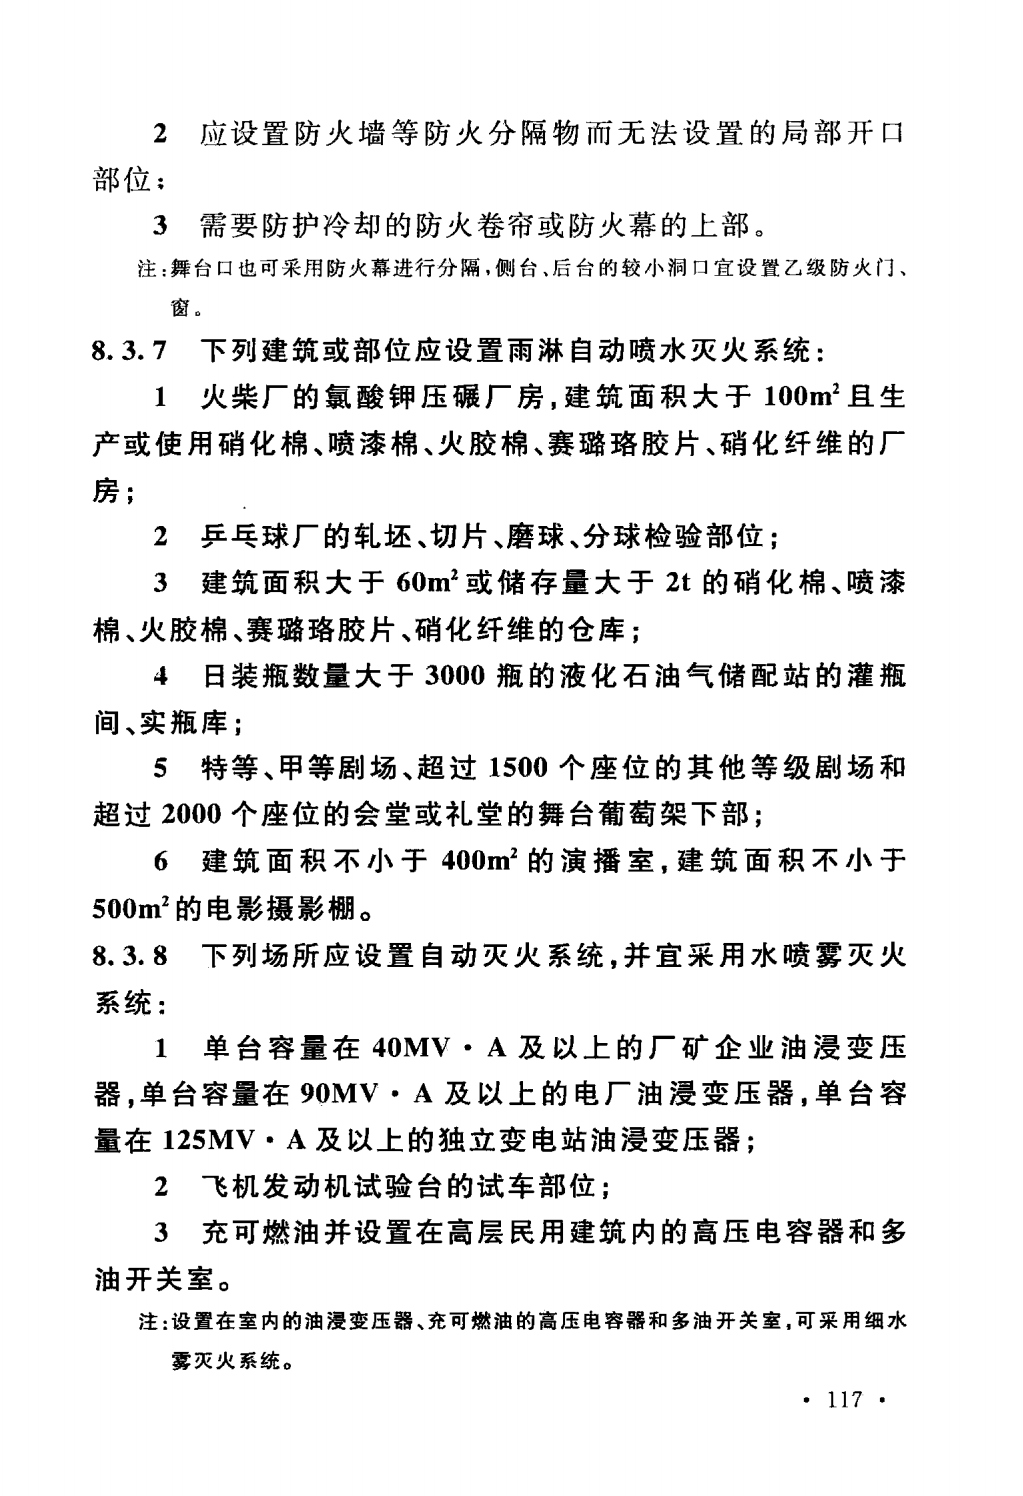 2 应设置防火墙等防火分隔物而无法设置的局部开口
部位;
3 需要防护冷却的防火卷帘或防火幕的上部。
注:舞台口也可采用防火幕进行分隔,侧台、后台的较小洞口宜设置乙级防火门、
窗。
8.3.7 下列建筑或部位应设置雨淋自动喷水灭火系统:
1 火柴厂的氯酸钾压碾厂房,建筑面积大于 100m²且生
产或使用硝化棉、喷漆棉、火胶棉、赛璐珞胶片、硝化纤维的厂
房;
2 乒乓球厂的轧坯、切片、磨球、分球检验部位;
3 建筑面积大于 60m²或储存量大于 2t 的硝化棉、喷漆
棉、火胶棉、赛璐珞胶片、硝化纤维的仓库;
4 日装瓶数量大于 3000 瓶的液化石油气储配站的灌瓶
间、实瓶库;
5 特等、甲等剧场、超过 1500 个座位的其他等级剧场和
超过 2000 个座位的会堂或礼堂的舞台葡萄架下部;
6 建筑面积不小于 400m²的演播室,建筑面积不小于
500m²的电影摄影棚。
8.3.8 下列场所应设置自动灭火系统,并宜采用水喷雾灭火
系统:
1 单台容量在 40MV·A 及以上的厂矿企业油浸变压
器,单台容量在 90MV·A 及以上的电厂油浸变压器,单台容
量在 125MV·A 及以上的独立变电站油浸变压器;
2 飞机发动机试验台的试车部位;
3 充可燃油并设置在高层民用建筑内的高压电容器和多
油开关室。
注:设置在室内的油浸变压器、充可燃油的高压电容器和多油开关室,可采用细水
雾灭火系统。
· 117 ·